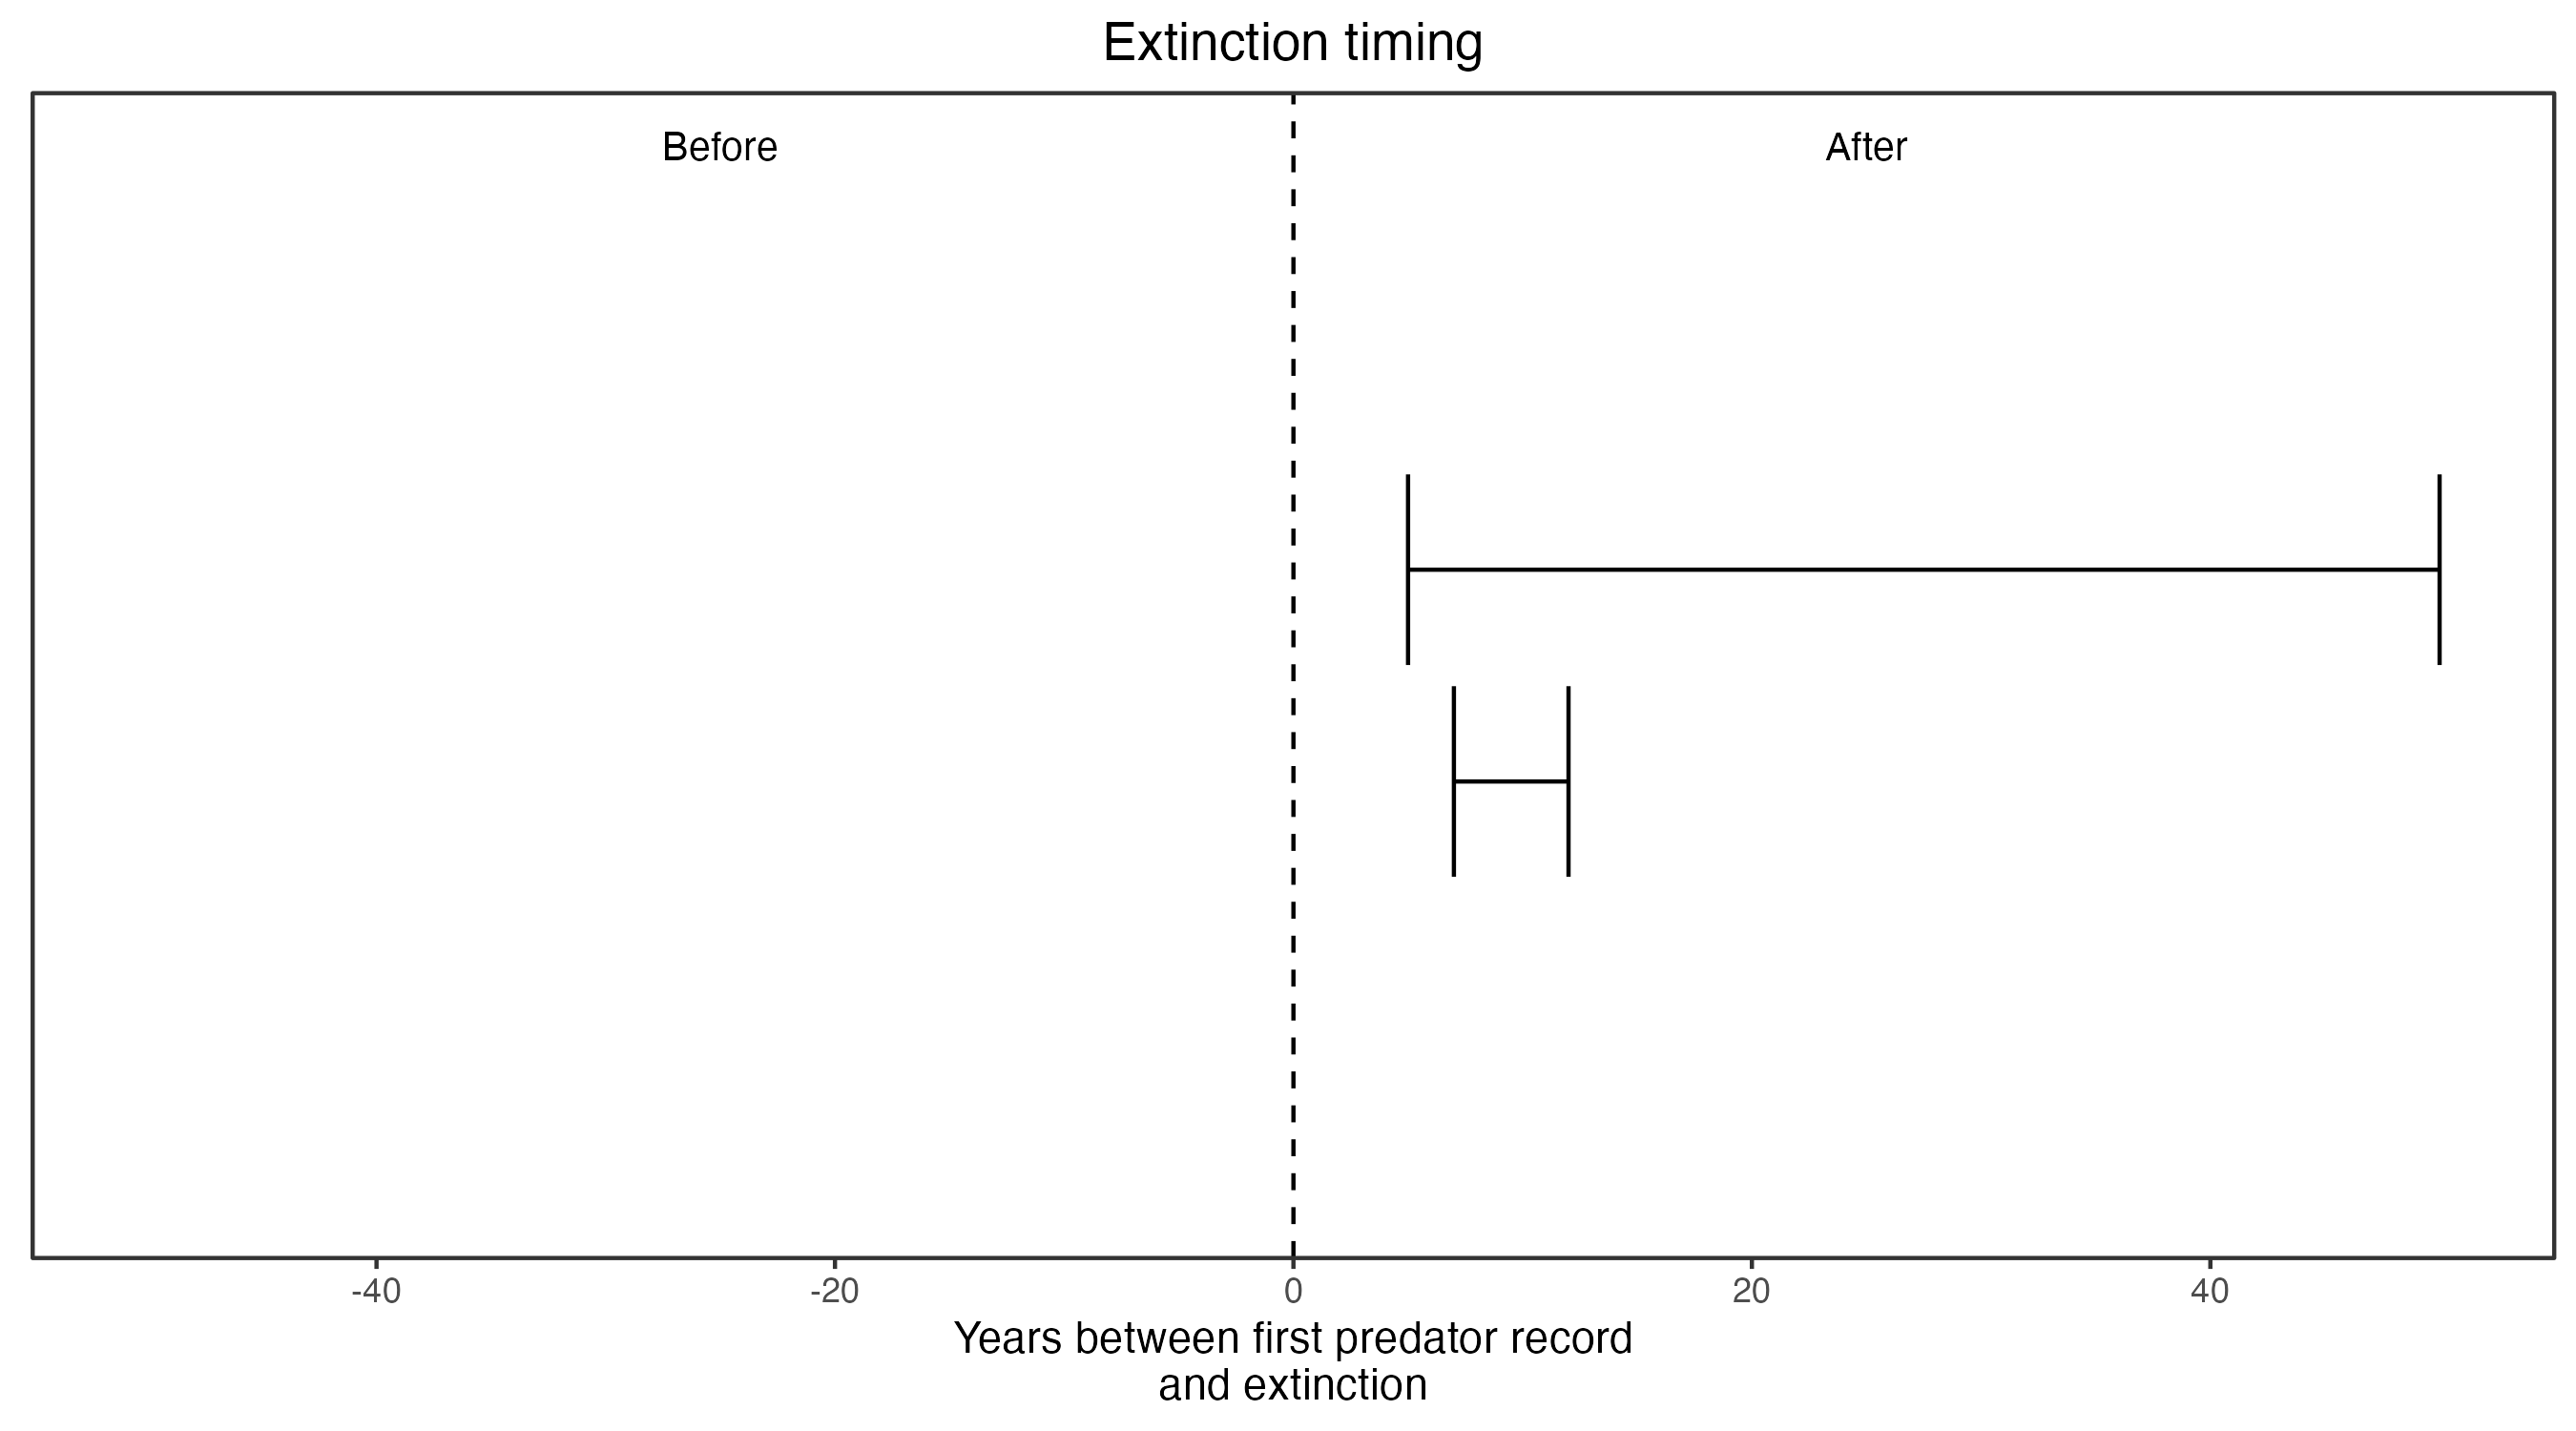 Extinction timing
Before After
-40 -20 0 20 40
Years between first predator record
and extinction